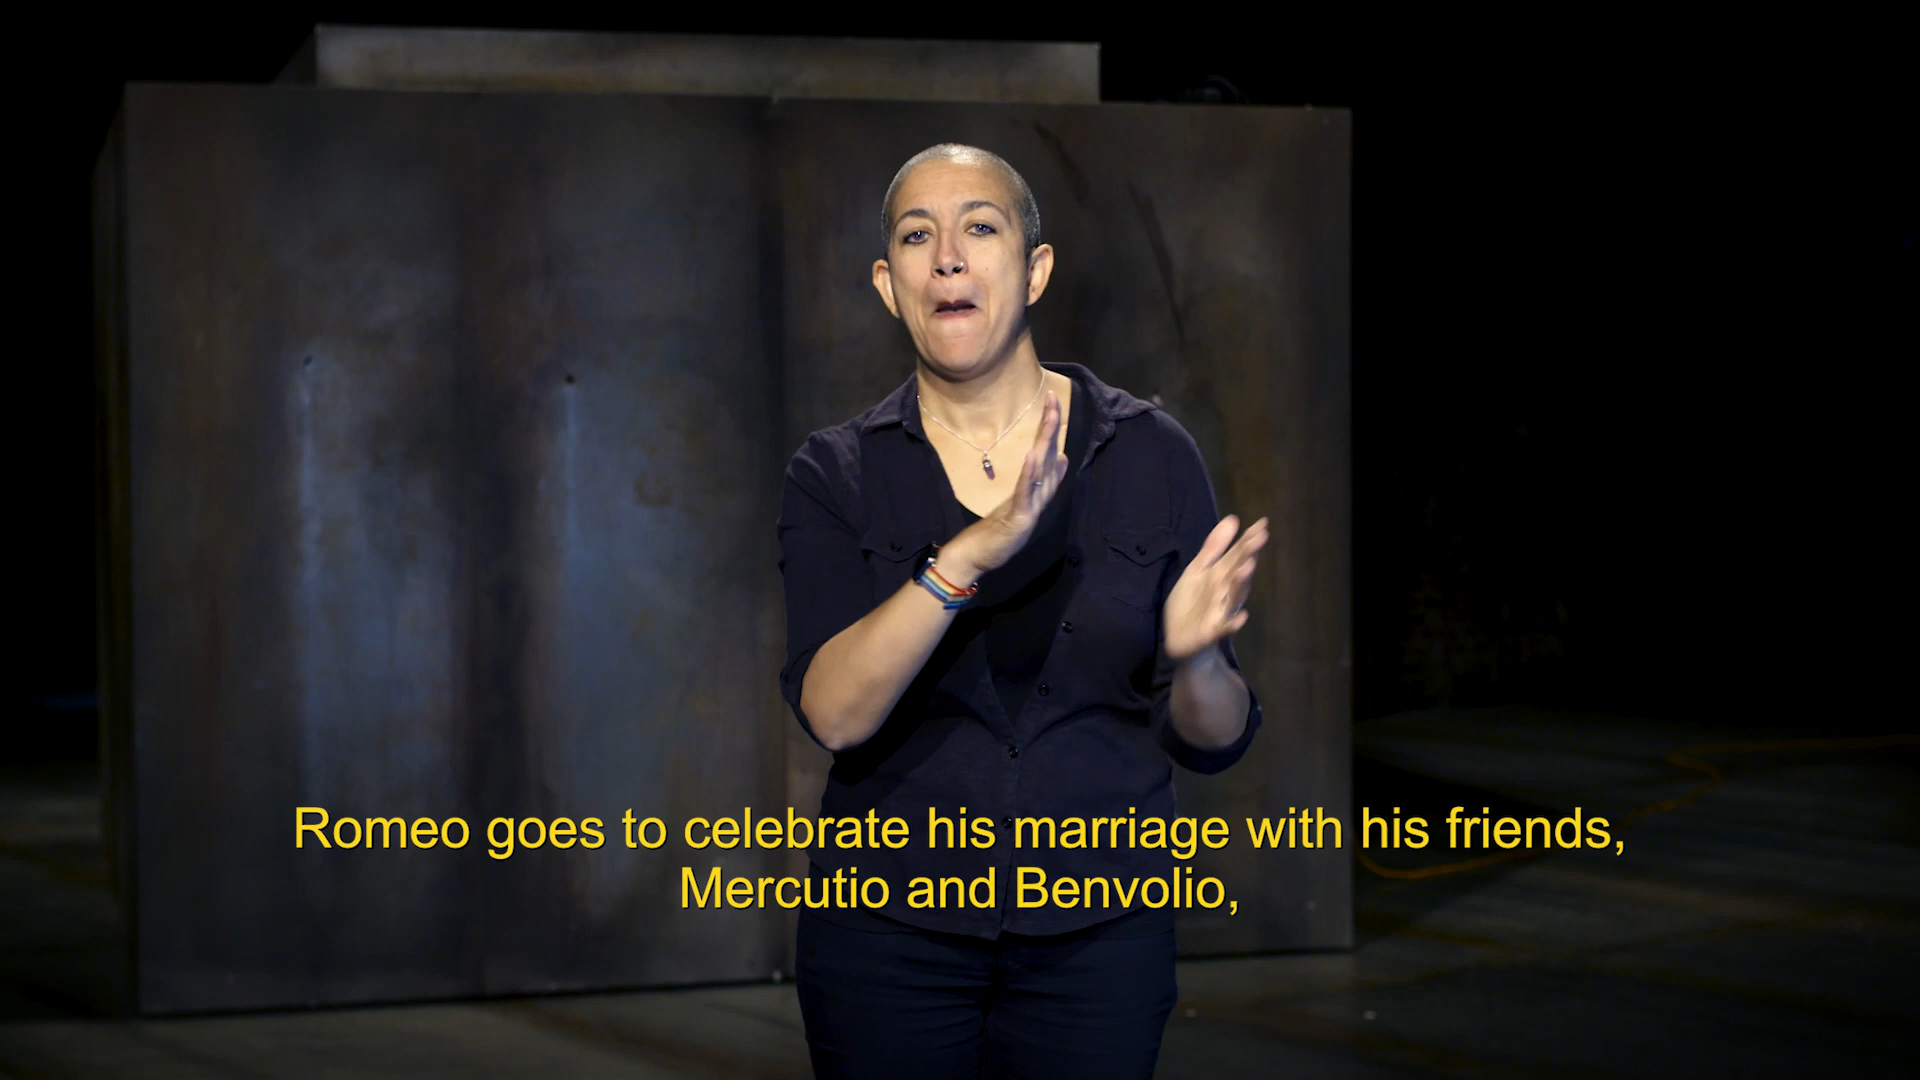 Romeo goes to celebrate his marriage with his friends,
Mercutio and Benvolio,